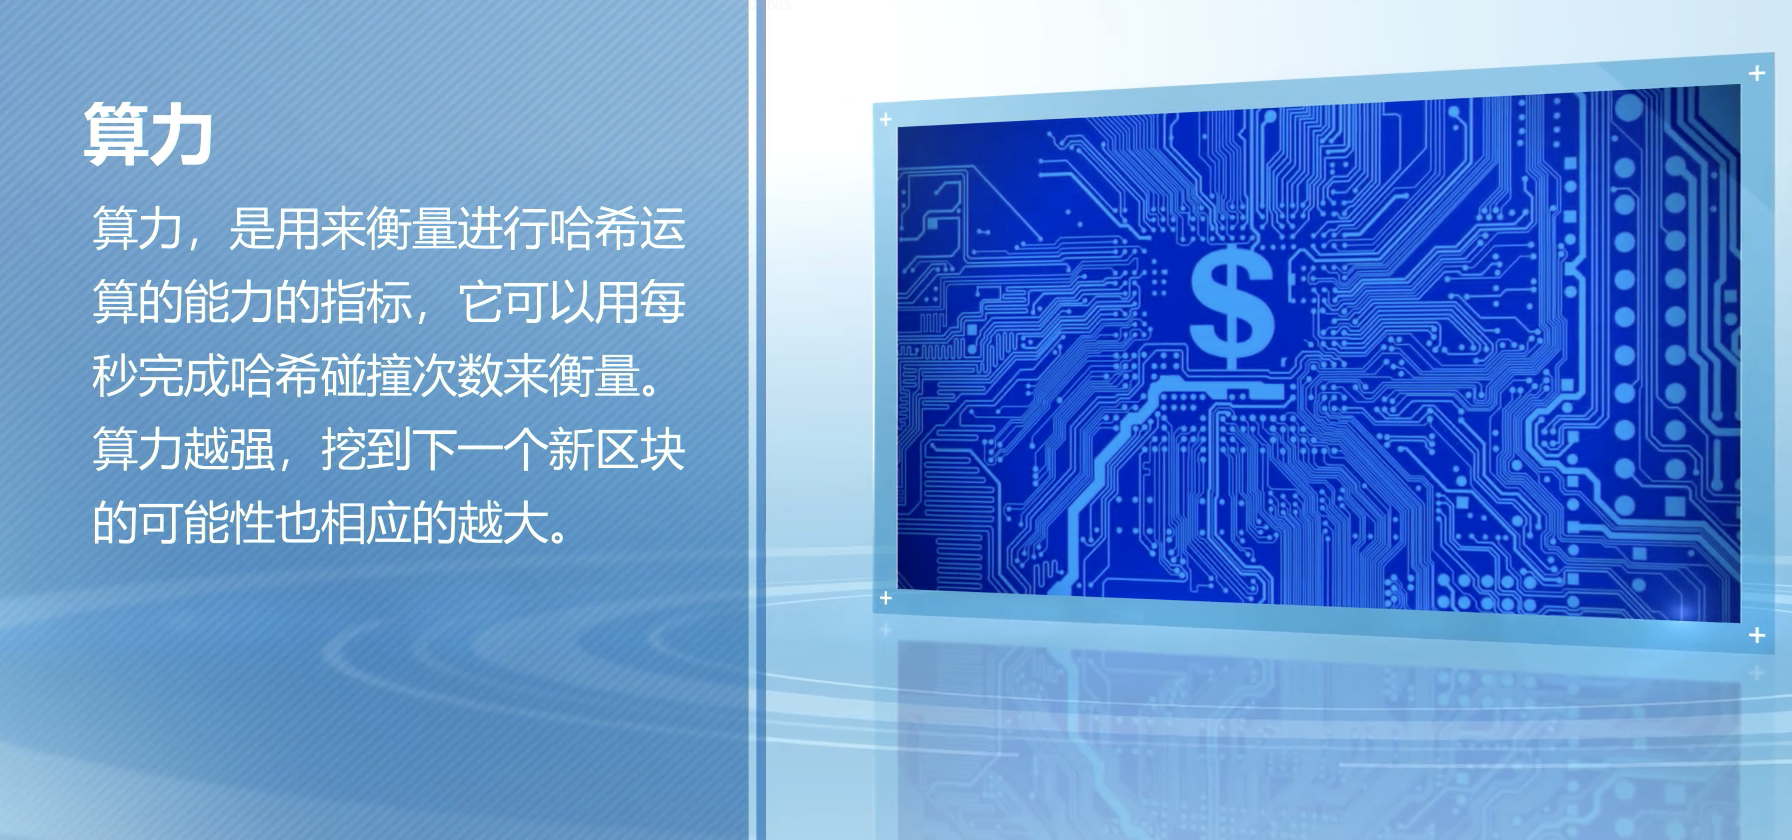 算力
算力，是用来衡量进行哈希运
算的能力的指标，它可以用每
秒完成哈希碰撞次数来衡量。
算力越强，挖到下一个新区块
的可能性也相应的越大。
$